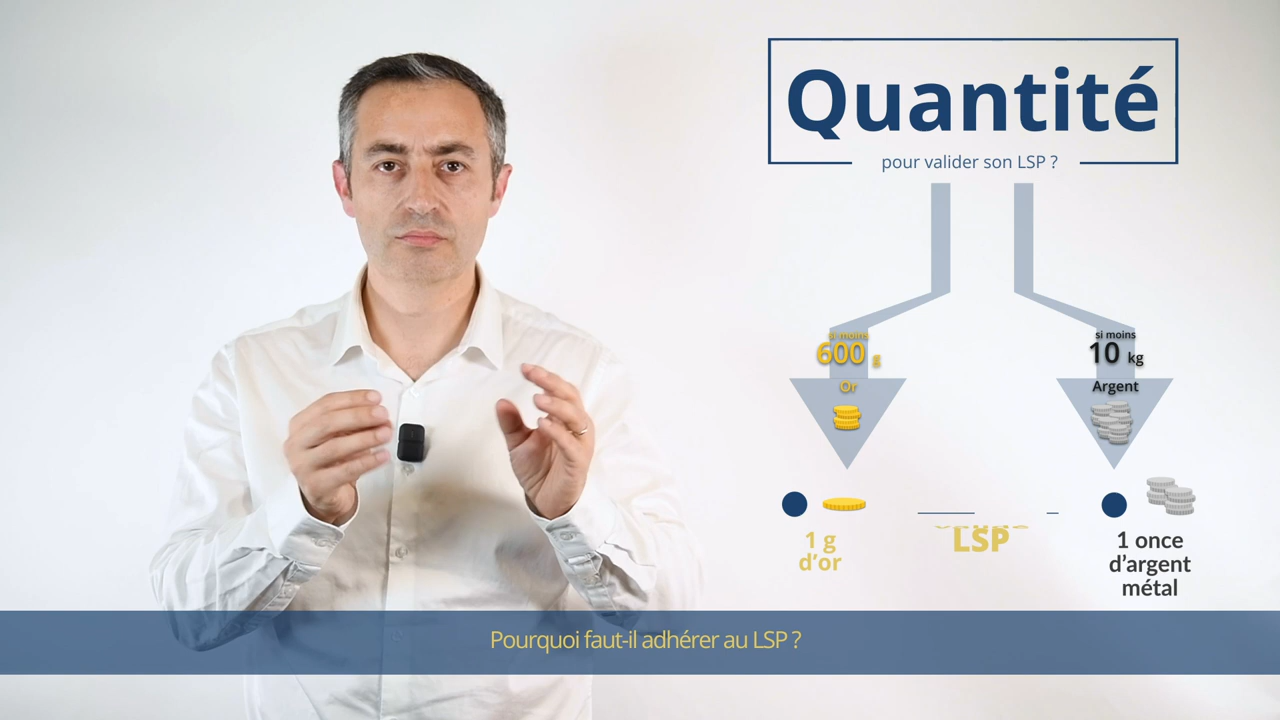 Quantité
pour valider son LSP ?
si moins
600 g
Or
si moins
10 kg
Argent
1 g
d'or
LSP
1 once
d'argent
métal
Pourquoi faut-il adhérer au LSP ?